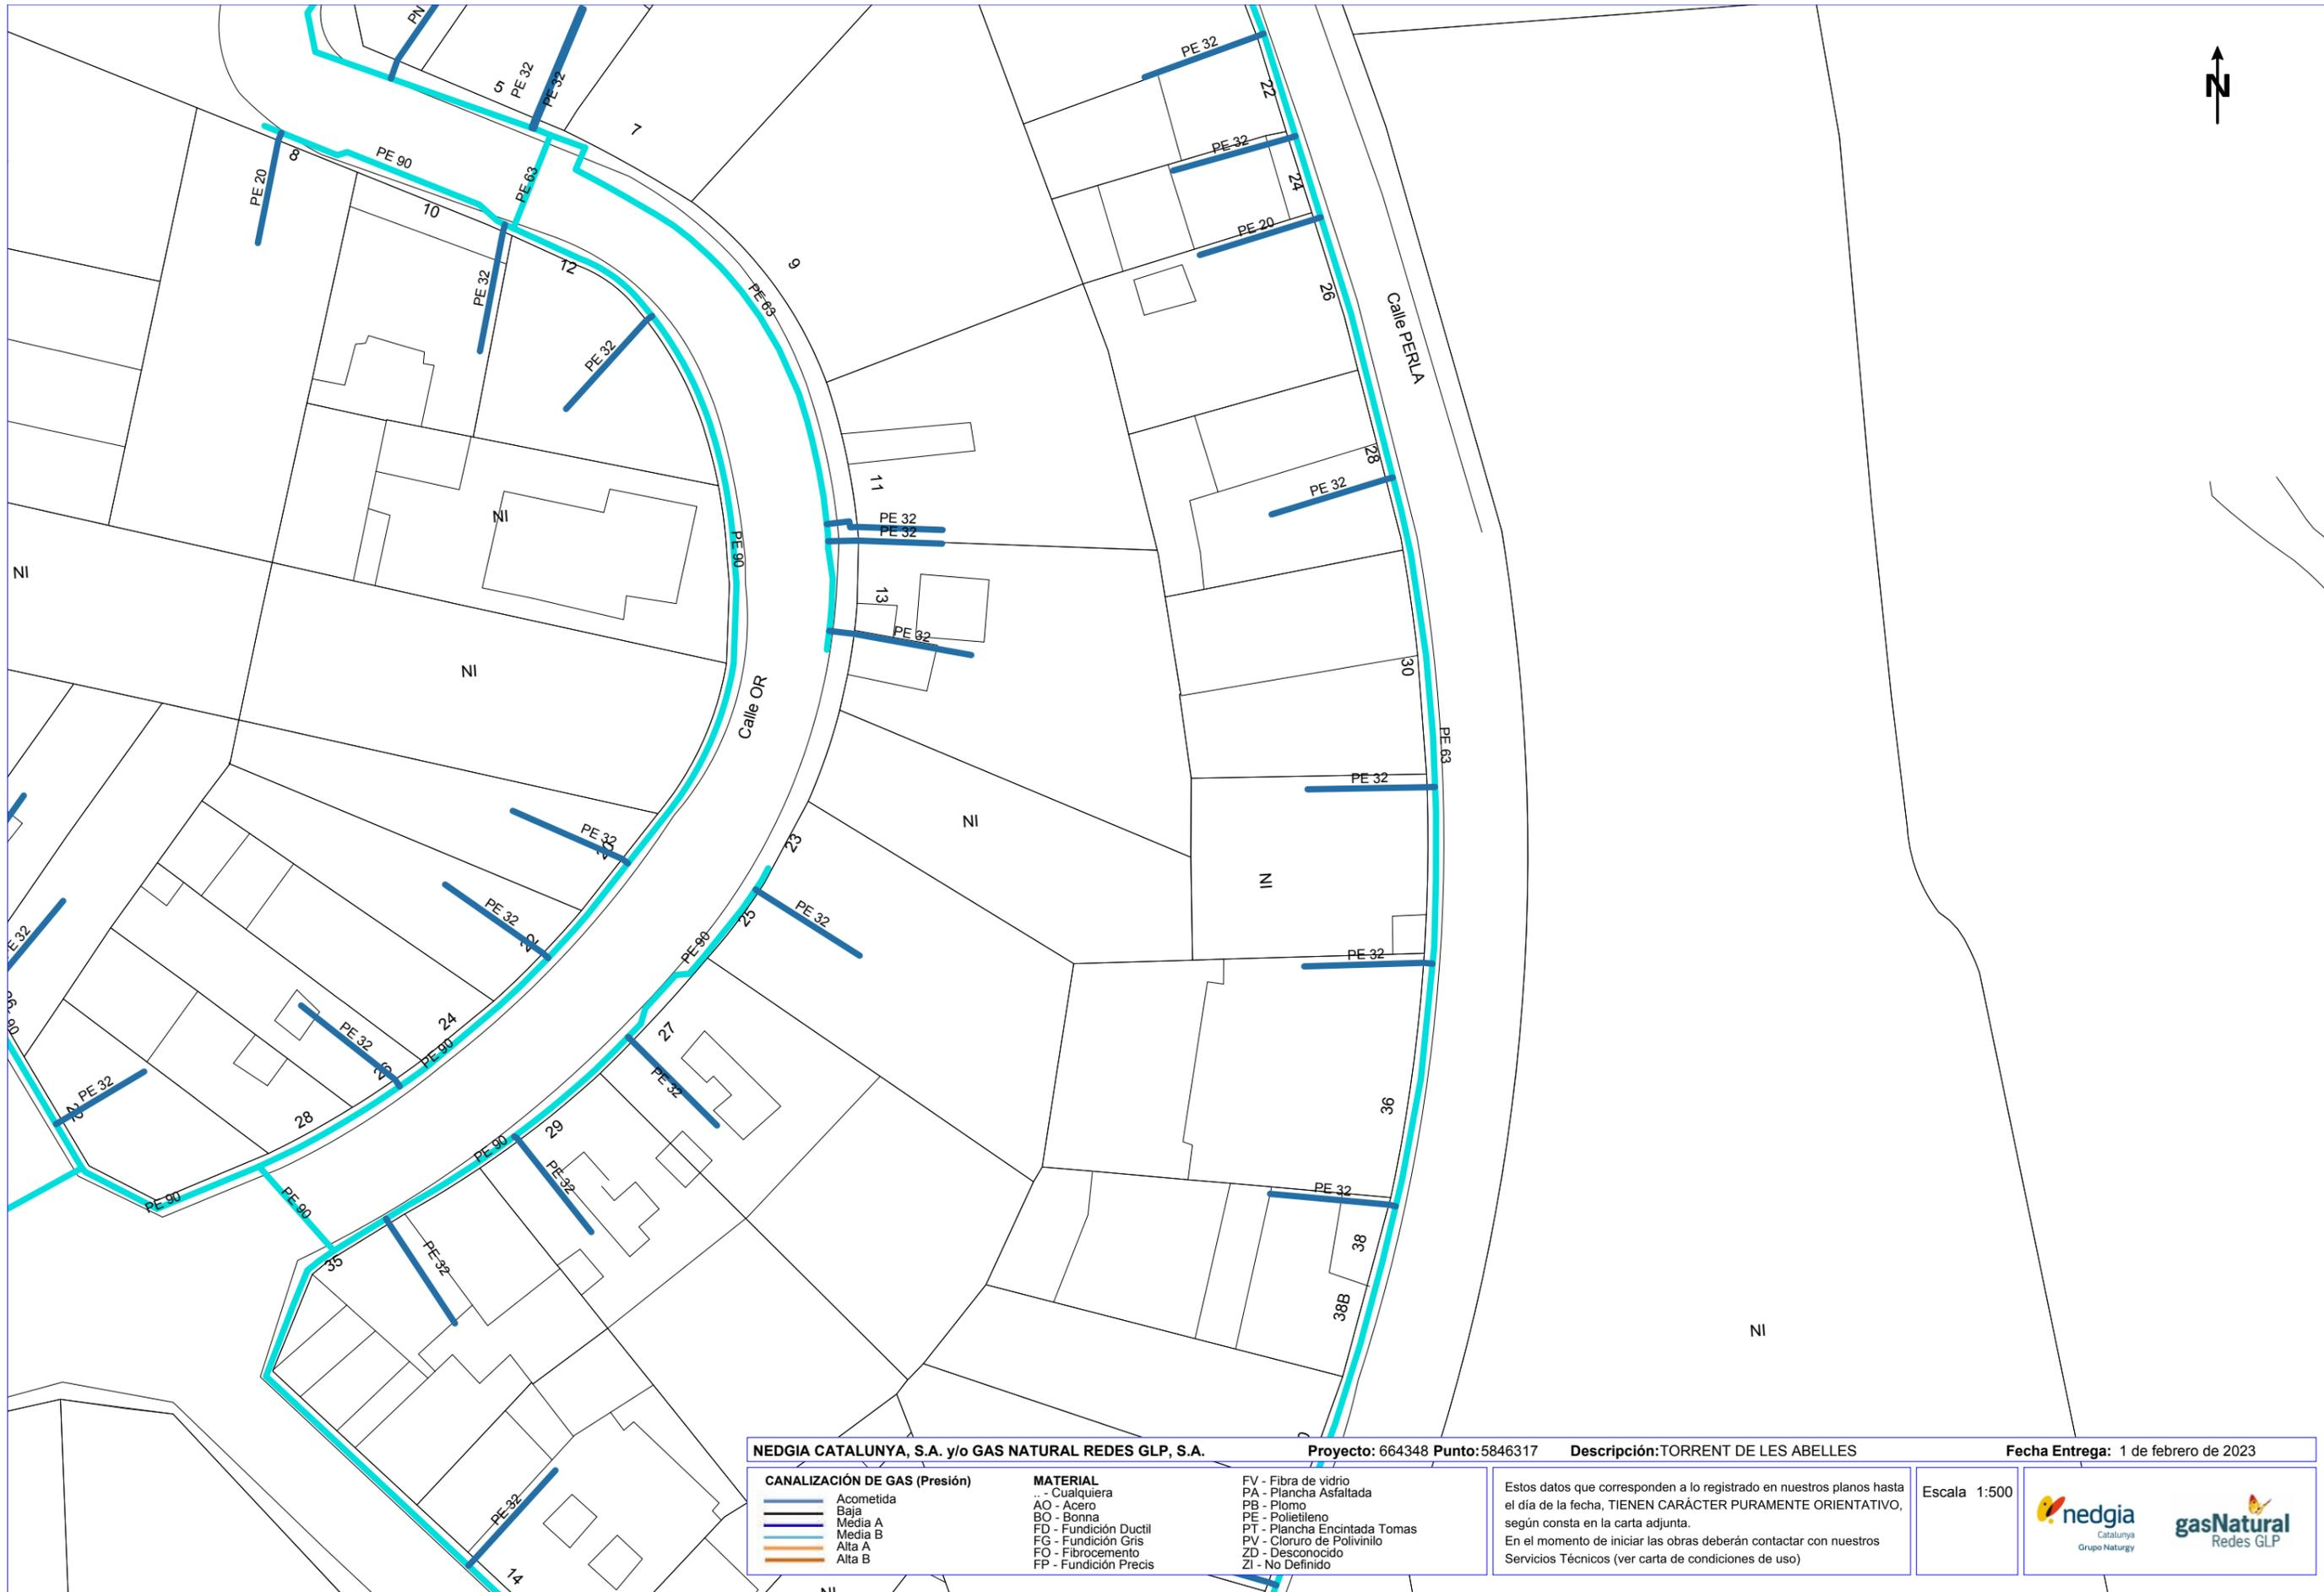 PN
PE 32
PE 32
5
7
PE 32
22
N
8
PE 90
PE 20
PE 63
PE 32
24
10
PE 20
12
9
PE 32
PE 63
26
Calle PERLA
PE 32
28
11
PE 32
NI
PE 32
PE 32
PE 90
NI
13
PE 32
30
NI
Calle OR
PE 63
PE 32
NI
23
PE 32
20
NI
PE 32
25
PE 32
22
PE 90
PE 32
PE 32
24
27
PE 32
26
PE 90
PE 32
PE 32
36
28
29
PE 90
PE 32
PE 32
PE 90
PE 90
38
PE 32
35
38B
NI
PE 32
14
NI
NEDGIA CATALUNYA, S.A. y/o GAS NATURAL REDES GLP, S.A.
Proyecto: 664348 Punto:5846317
Descripción:TORRENT DE LES ABELLES
Fecha Entrega: 1 de febrero de 2023
CANALIZACIÓN DE GAS (Presión)
Acometida
Baja
Media A
Media B
Alta A
Alta B
MATERIAL
.. - Cualquiera
AO - Acero
BO - Bonna
FD - Fundición Ductil
FG - Fundición Gris
FO - Fibrocemento
FP - Fundición Precis
FV - Fibra de vidrio
PA - Plancha Asfaltada
PB - Plomo
PE - Polietileno
PT - Plancha Encintada Tomas
PV - Cloruro de Polivinilo
ZD - Desconocido
ZI - No Definido
Estos datos que corresponden a lo registrado en nuestros planos hasta
el día de la fecha, TIENEN CARÁCTER PURAMENTE ORIENTATIVO,
según consta en la carta adjunta.
En el momento de iniciar las obras deberán contactar con nuestros
Servicios Técnicos (ver carta de condiciones de uso)
Escala 1:500
nedgia
Catalunya
Grupo Naturgy
gasNatural
Redes GLP